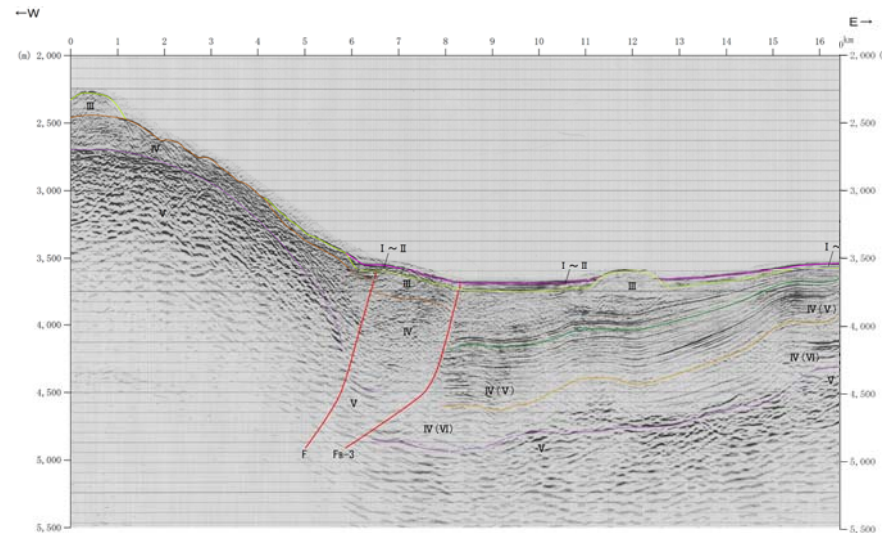 ←W
E→
0 1 2 3 4 5 6 7 8 9 10 11 12 13 14 15 16 km
(m)
2,000 2,000
2,500 2,500
3,000 3,000
3,500 3,500
4,000 4,000
4,500 4,500
5,000 5,000
5,500 5,500
III
IV
V
I～II
III
IV
V
F
I～II
III
IV(V)
IV(VI)
V
I～
IV(V)
IV(VI)
V